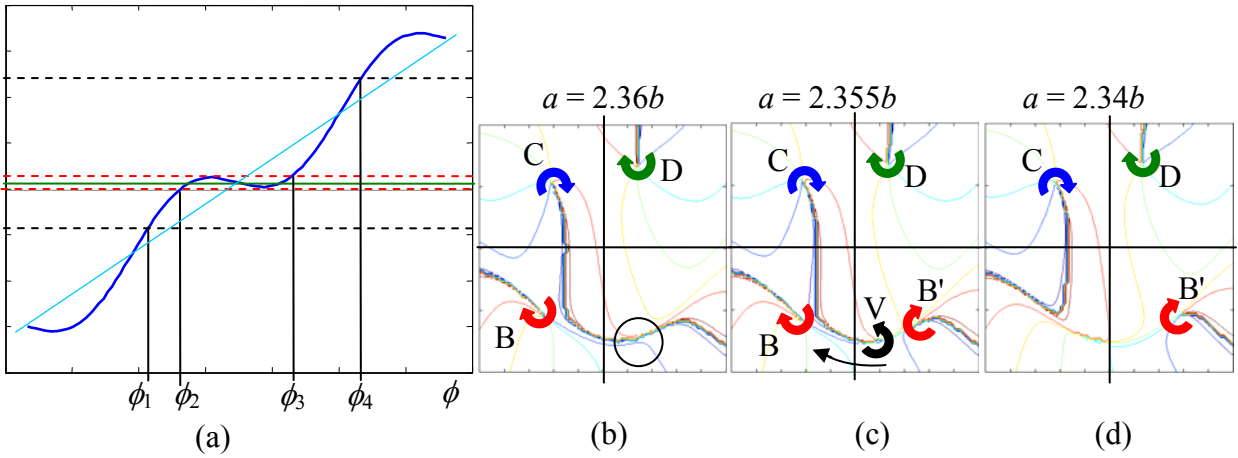 a = 2.36b
a = 2.355b
a = 2.34b
C
D
B
C
D
B
V
B'
C
D
B'
ϕ1
ϕ2
ϕ3
ϕ4
ϕ
(a)
(b)
(c)
(d)